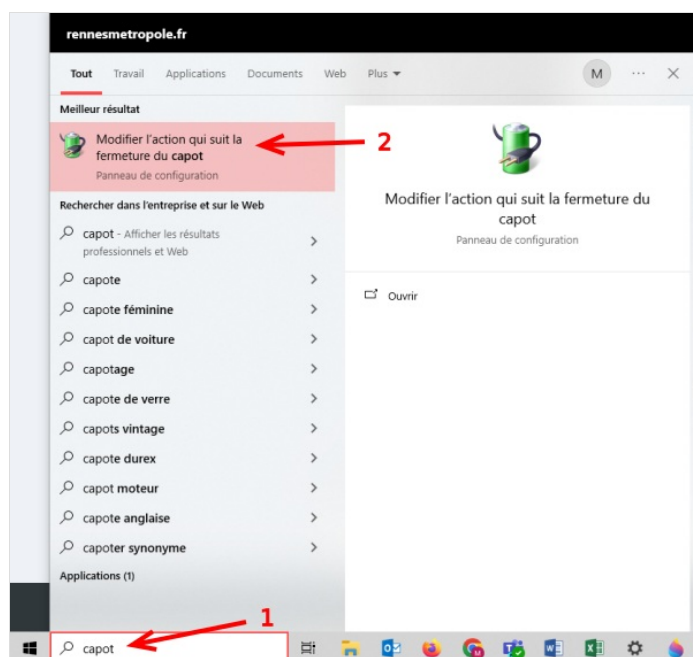 rennesmetropole.fr
Tout Travail Applications Documents Web Plus M ...
Meilleur résultat
Modifier l'action qui suit la
fermeture du capot
Panneau de configuration
2
Rechercher dans l'entreprise et sur le Web
capot - Afficher les résultats
professionnels et Web
capote
capote féminine
capot de voiture
capotage
capote de verre
capots vintage
capote durex
capot moteur
capote anglaise
capoter synonyme
Applications (1)
Modifier l'action qui suit la fermeture du
capot
Panneau de configuration
Ouvrir
1
capot